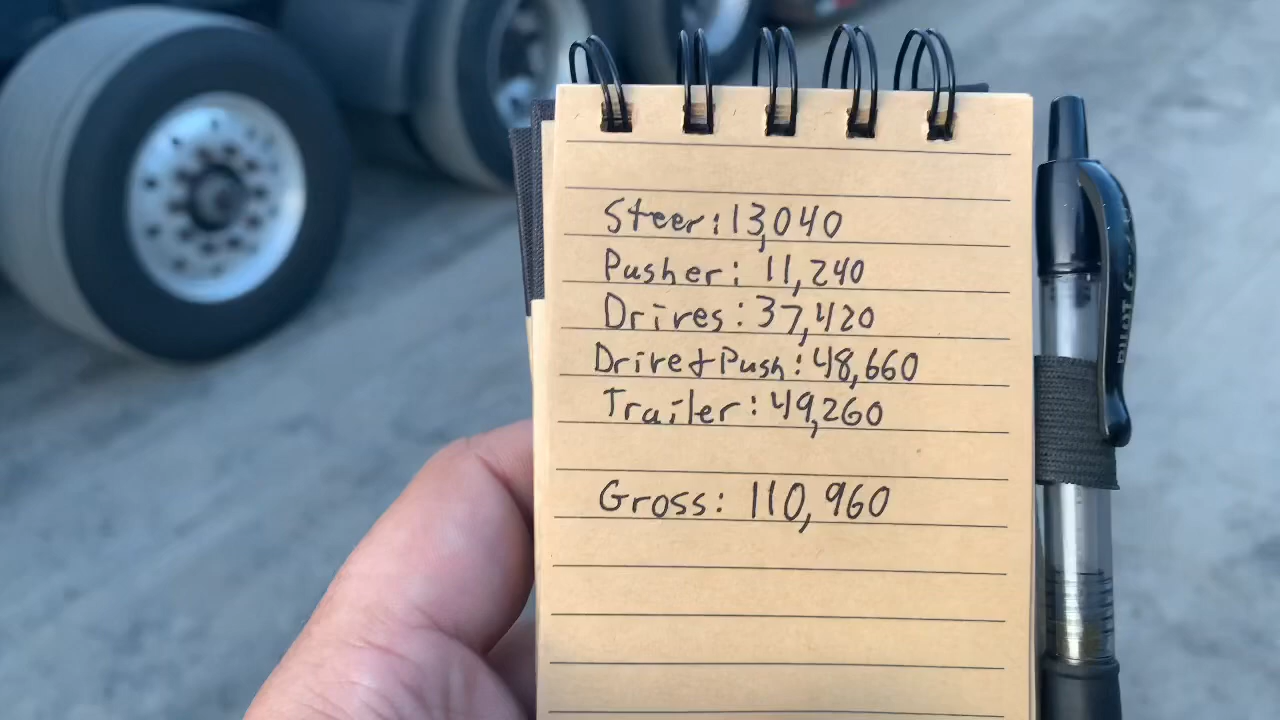 Steer: 13,040
Pusher: 11,240
Drives: 37,420
Drive & Push: 48,660
Trailer: 49,260
Gross: 110,960
PILOT